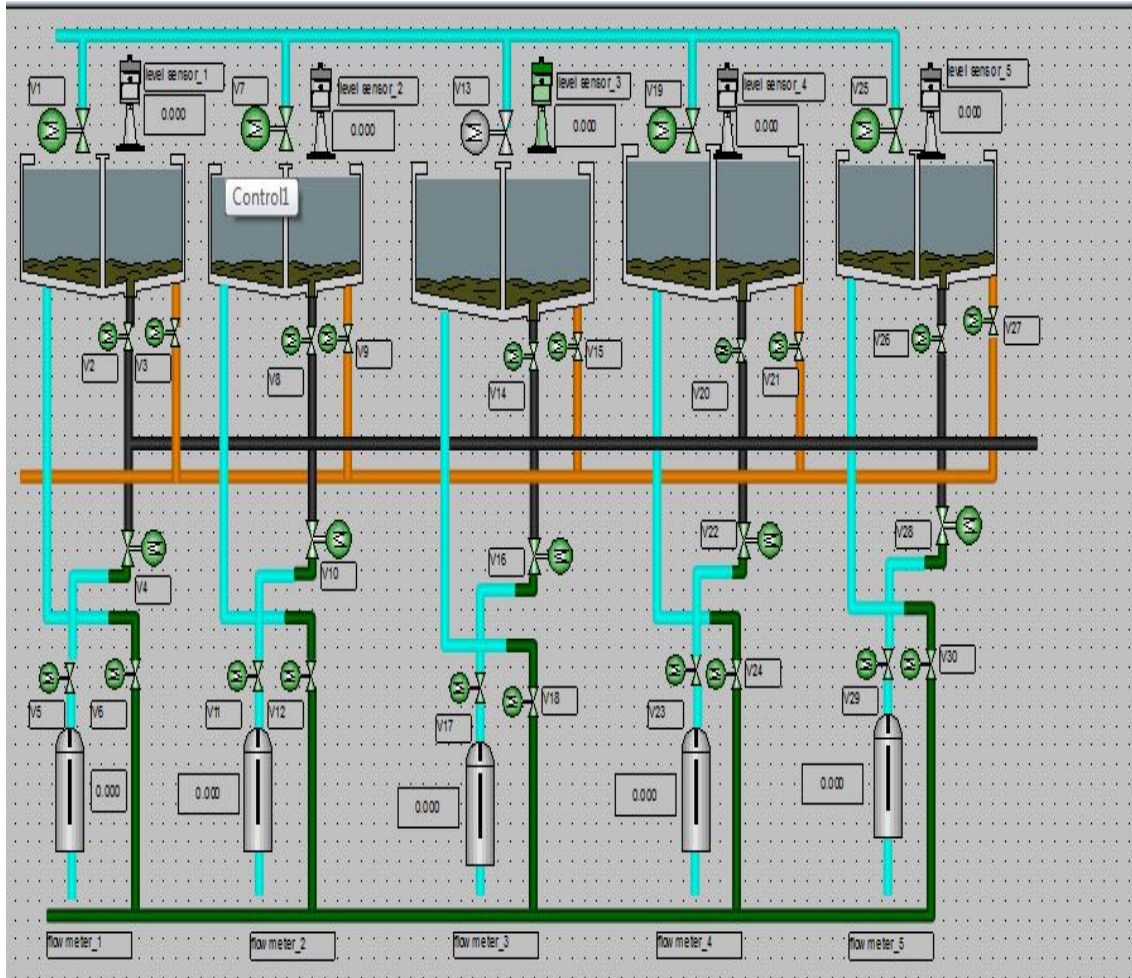 V1
level sensor_1
0.000
V7
level sensor_2
0.000
V13
level sensor_3
0.000
V19
level sensor_4
0.000
V25
level sensor_5
0.000
Control1
V2
V3
V8
V9
V14
V15
V20
V21
V26
V27
V4
V10
V16
V22
V28
V5
V6
V11
V12
V17
V18
V23
V24
V29
V30
0.000
0.000
0.000
0.000
0.000
flow meter_1
flow meter_2
flow meter_3
flow meter_4
flow meter_5